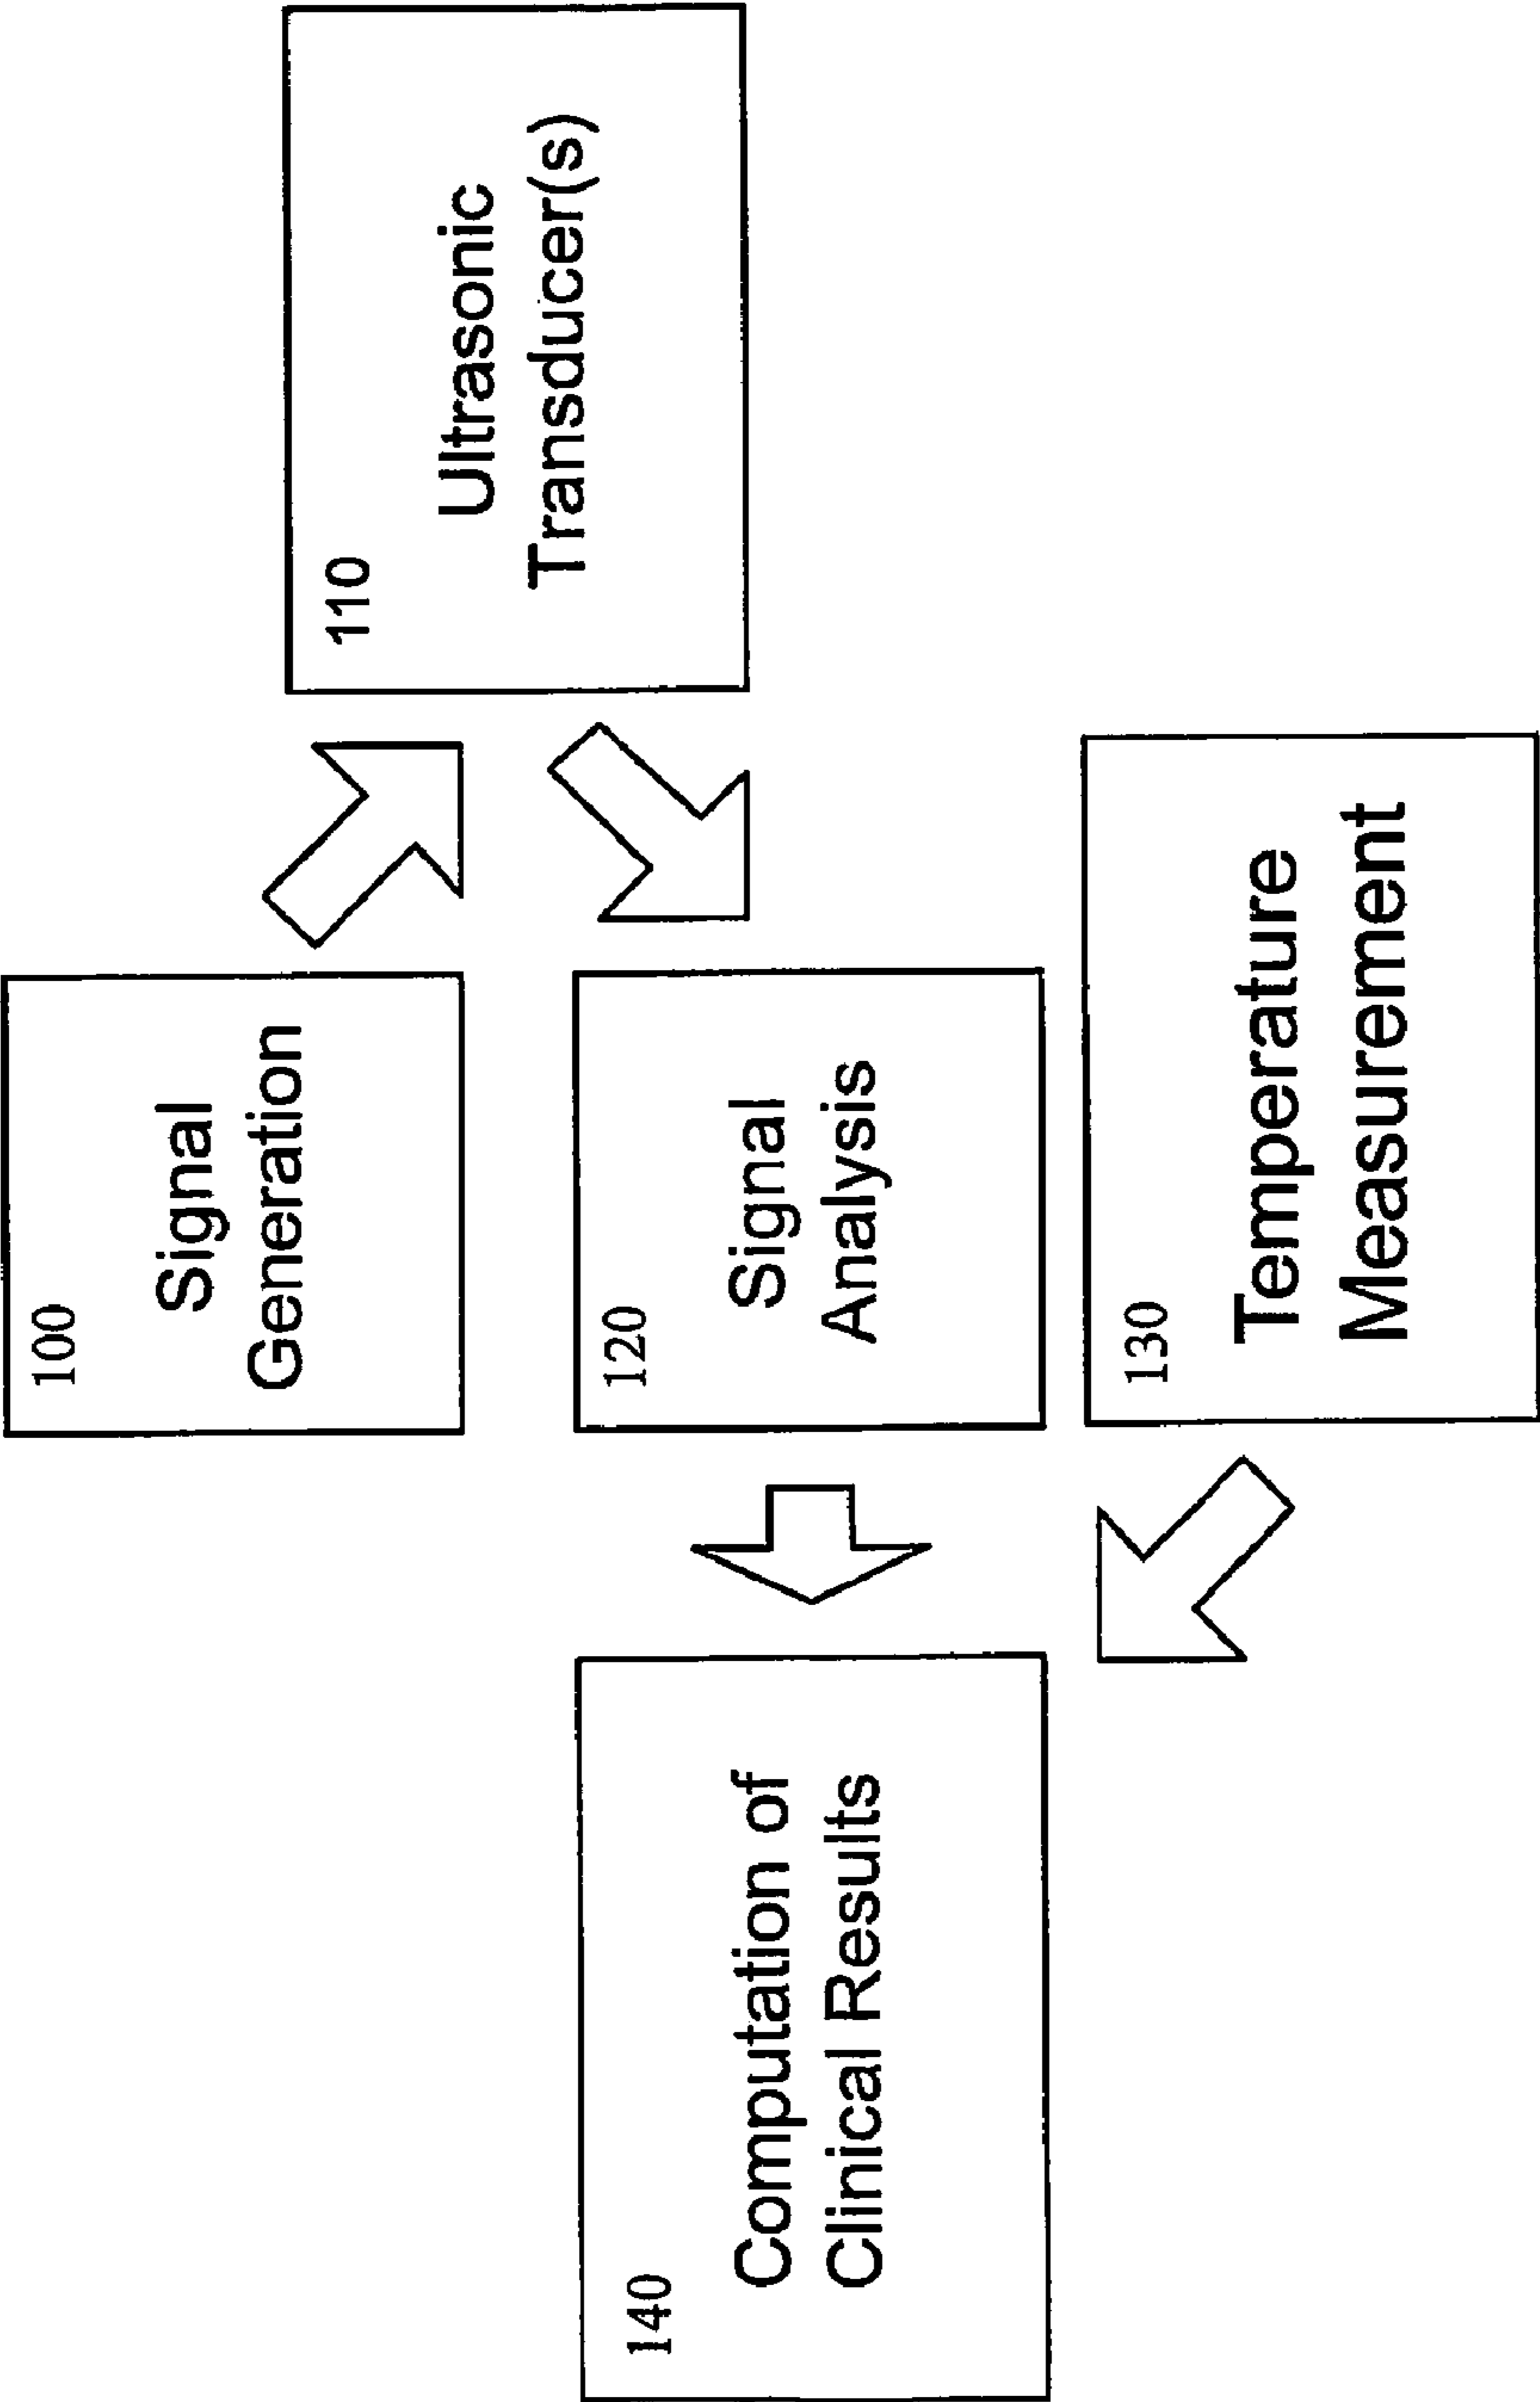 100
Signal
Generation
110
Ultrasonic
Transducer(s)
120
Signal
Analysis
140
Computation of
Clinical Results
130
Temperature
Measurement